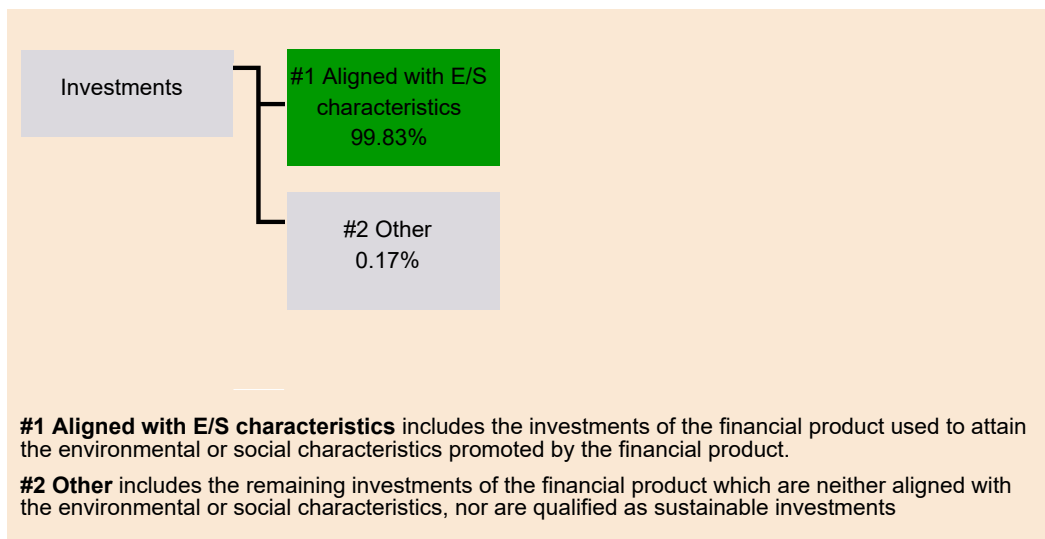 Investments
#1 Aligned with E/S
characteristics
99.83%
#2 Other
0.17%
#1 Aligned with E/S characteristics includes the investments of the financial product used to attain
the environmental or social characteristics promoted by the financial product.
#2 Other includes the remaining investments of the financial product which are neither aligned with
the environmental or social characteristics, nor are qualified as sustainable investments